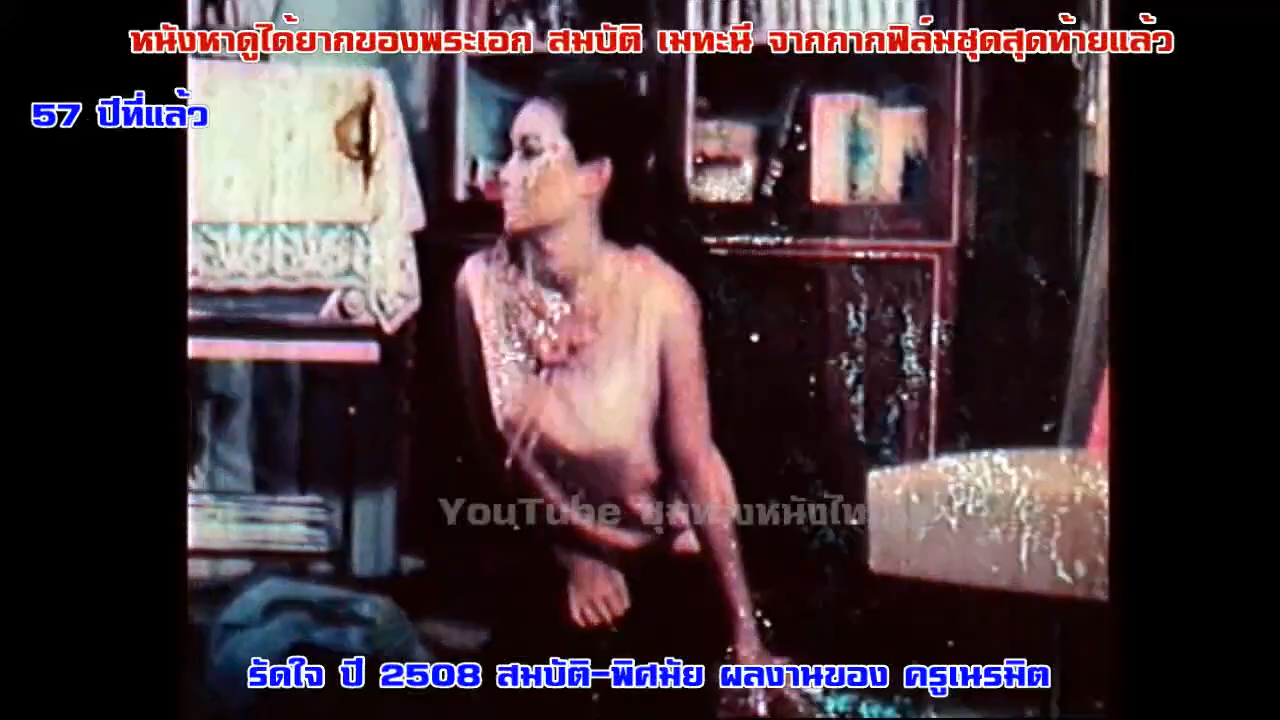 หนังหาดูได้ยากของพระเอก สมบัติ เมทะนี จากกากฟิล์มชุดสุดท้ายแล้ว
57 ปีที่แล้ว
YouTube
รัดใจ ปี 2508 สมบัติ-พิศมัย ผลงานของ ครูเนรมิต